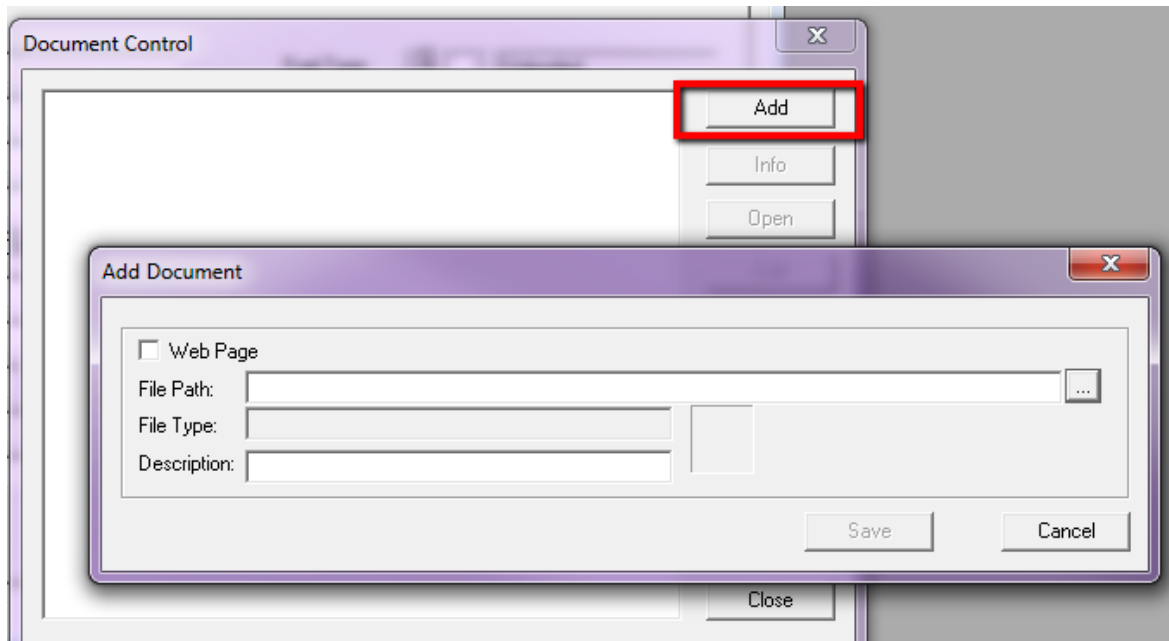 Document Control
Add
Info
Open
Add Document
Web Page
File Path:
...
File Type:
Description:
Save
Cancel
Close